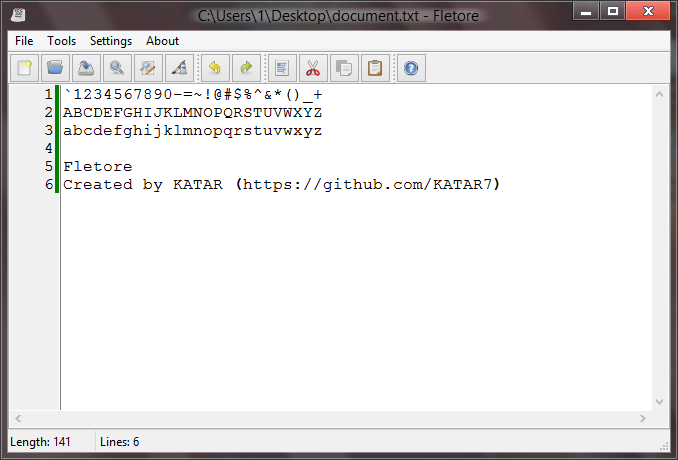 C:\Users\1\Desktop\document.txt - Fletore
File Tools Settings About
1 `1234567890-=~!@#$%^&*()_+
2 ABCDEFGHIJKLMNOPQRSTUVWXYZ
3 abcdefghijklmnopqrstuvwxyz
4
5 Fletore
6 Created by KATAR (https://github.com/KATAR7)
Length: 141 Lines: 6